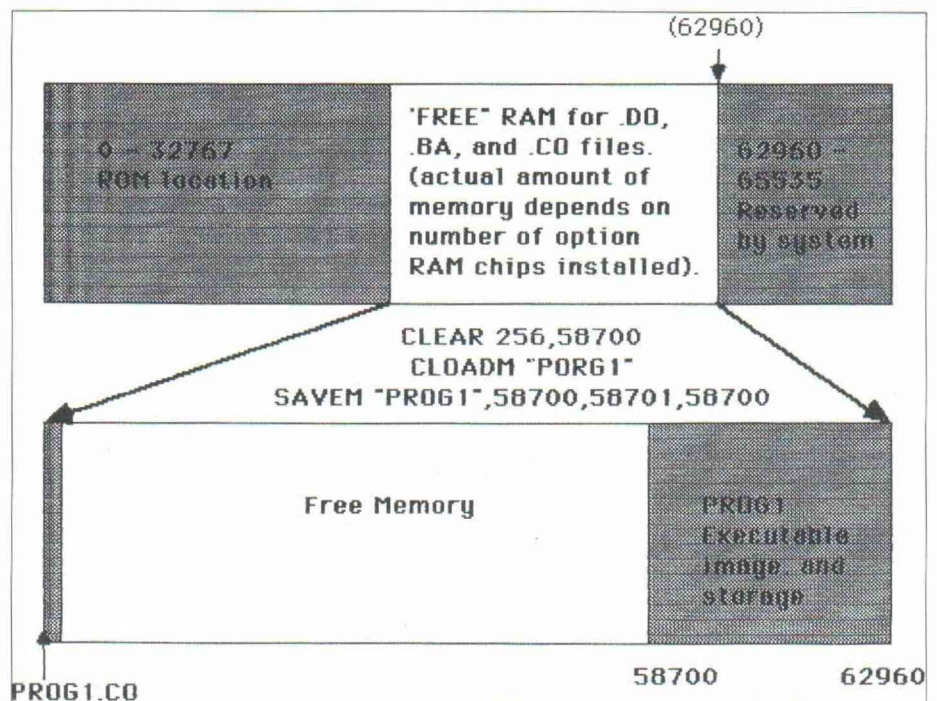 (62960)
0 - 32767
ROM location
"FREE" RAM for .DO,
.BA, and .CO files.
(actual amount of
memory depends on
number of option
RAM chips installed).
62960 -
65535
Reserved
by system
CLEAR 256,58700
CLOADM "PORG1"
SAVEM "PROG1",58700,58701,58700
Free Memory
PROG1
Executable
image, and
storage
PROG1.CO
58700
62960